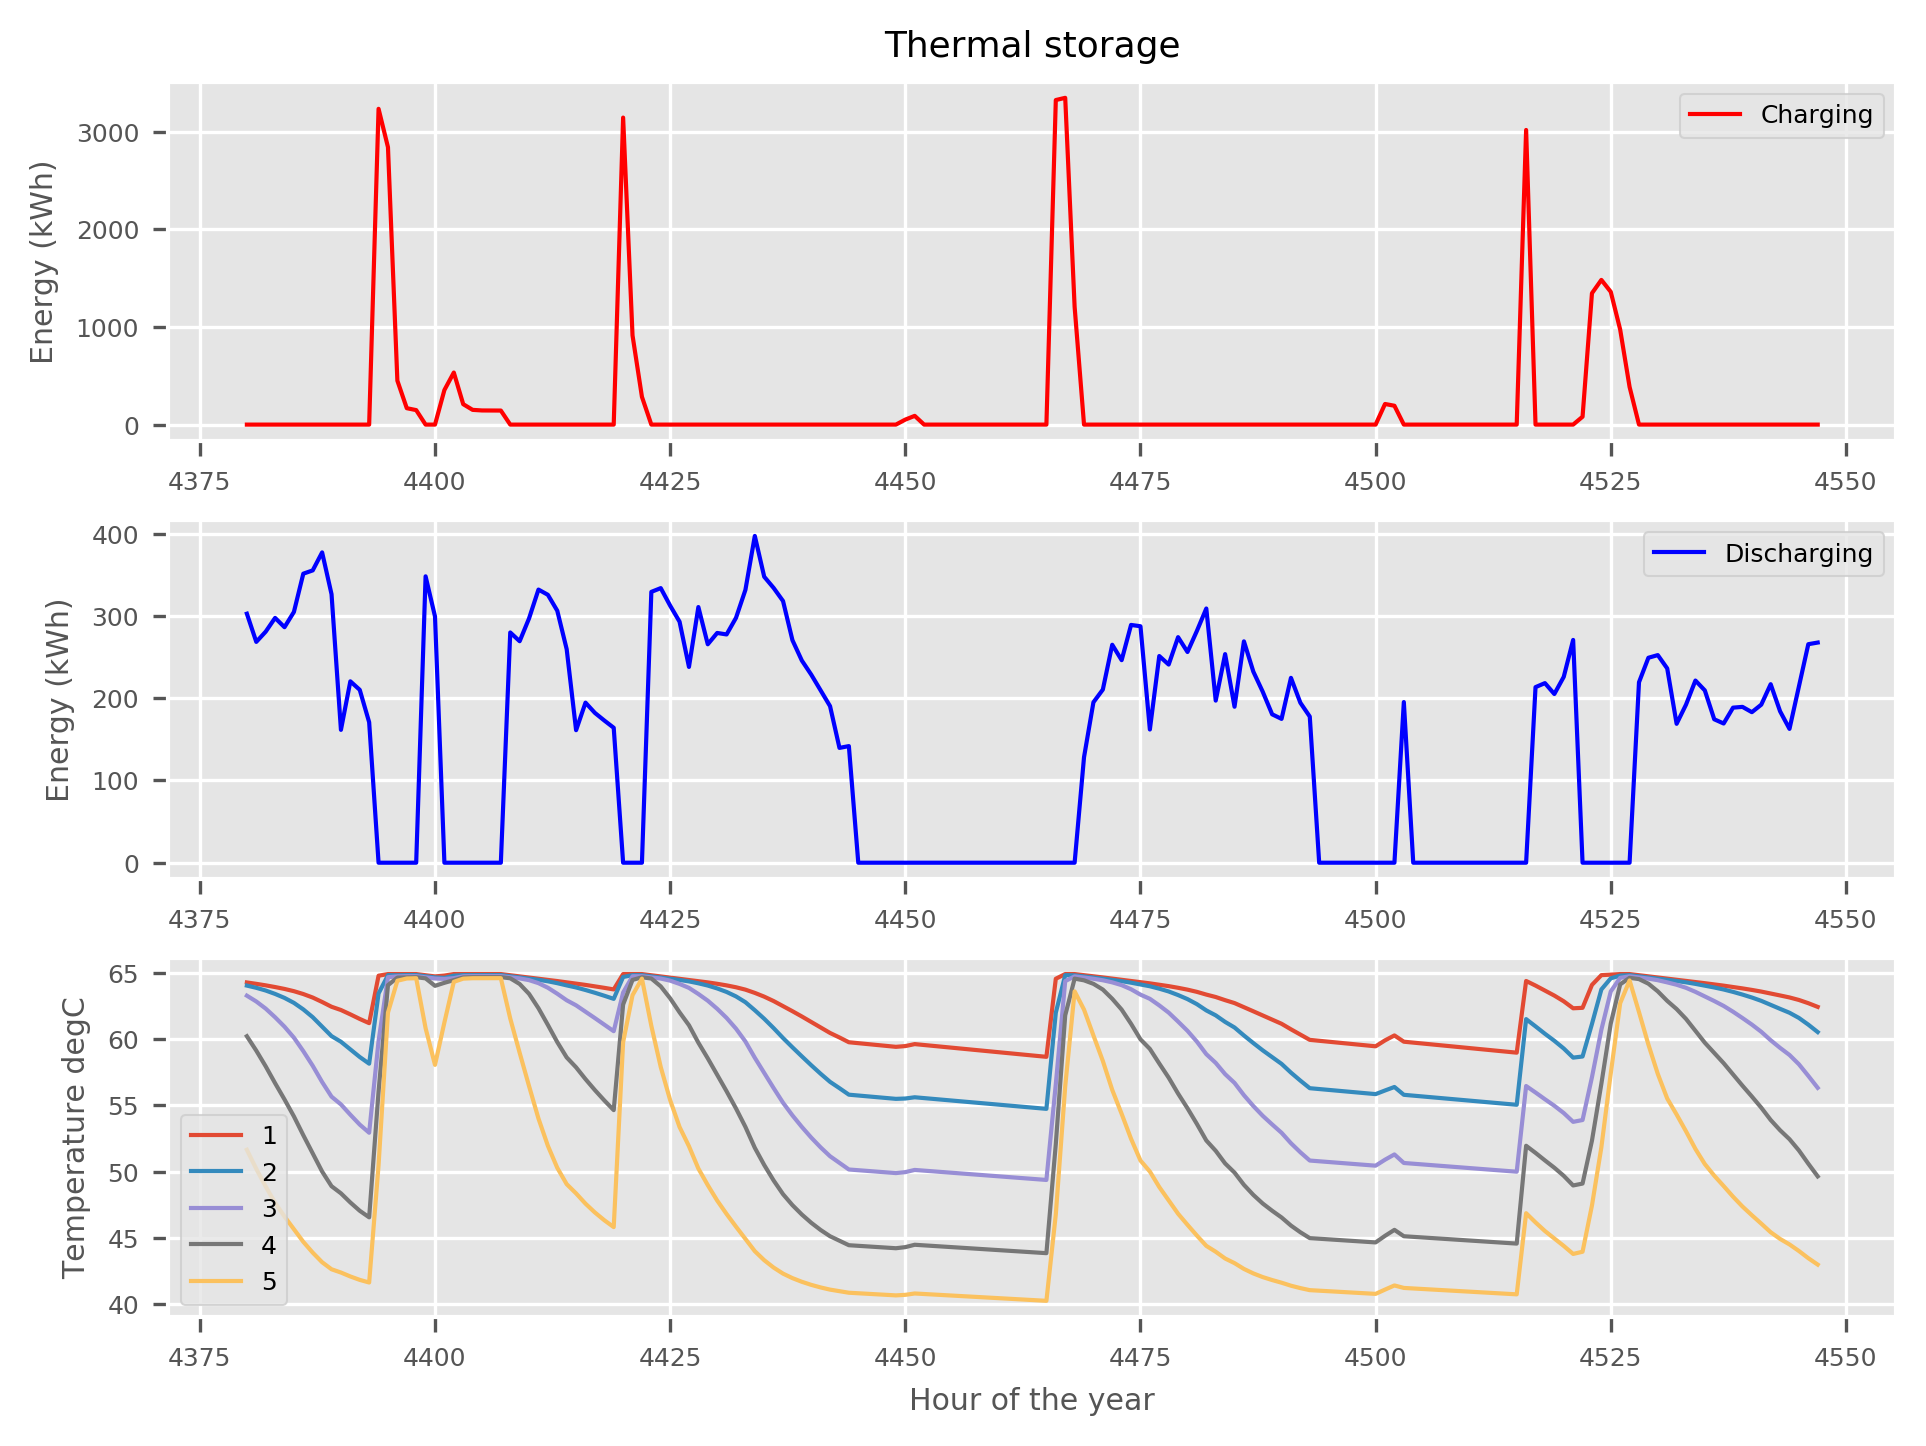 Thermal storage
Energy (kWh)
3000
2000
1000
0
Charging
4375 4400 4425 4450 4475 4500 4525 4550
Energy (kWh)
400
300
200
100
0
Discharging
4375 4400 4425 4450 4475 4500 4525 4550
Temperature degC
65
60
55
50
45
40
1
2
3
4
5
4375 4400 4425 4450 4475 4500 4525 4550
Hour of the year